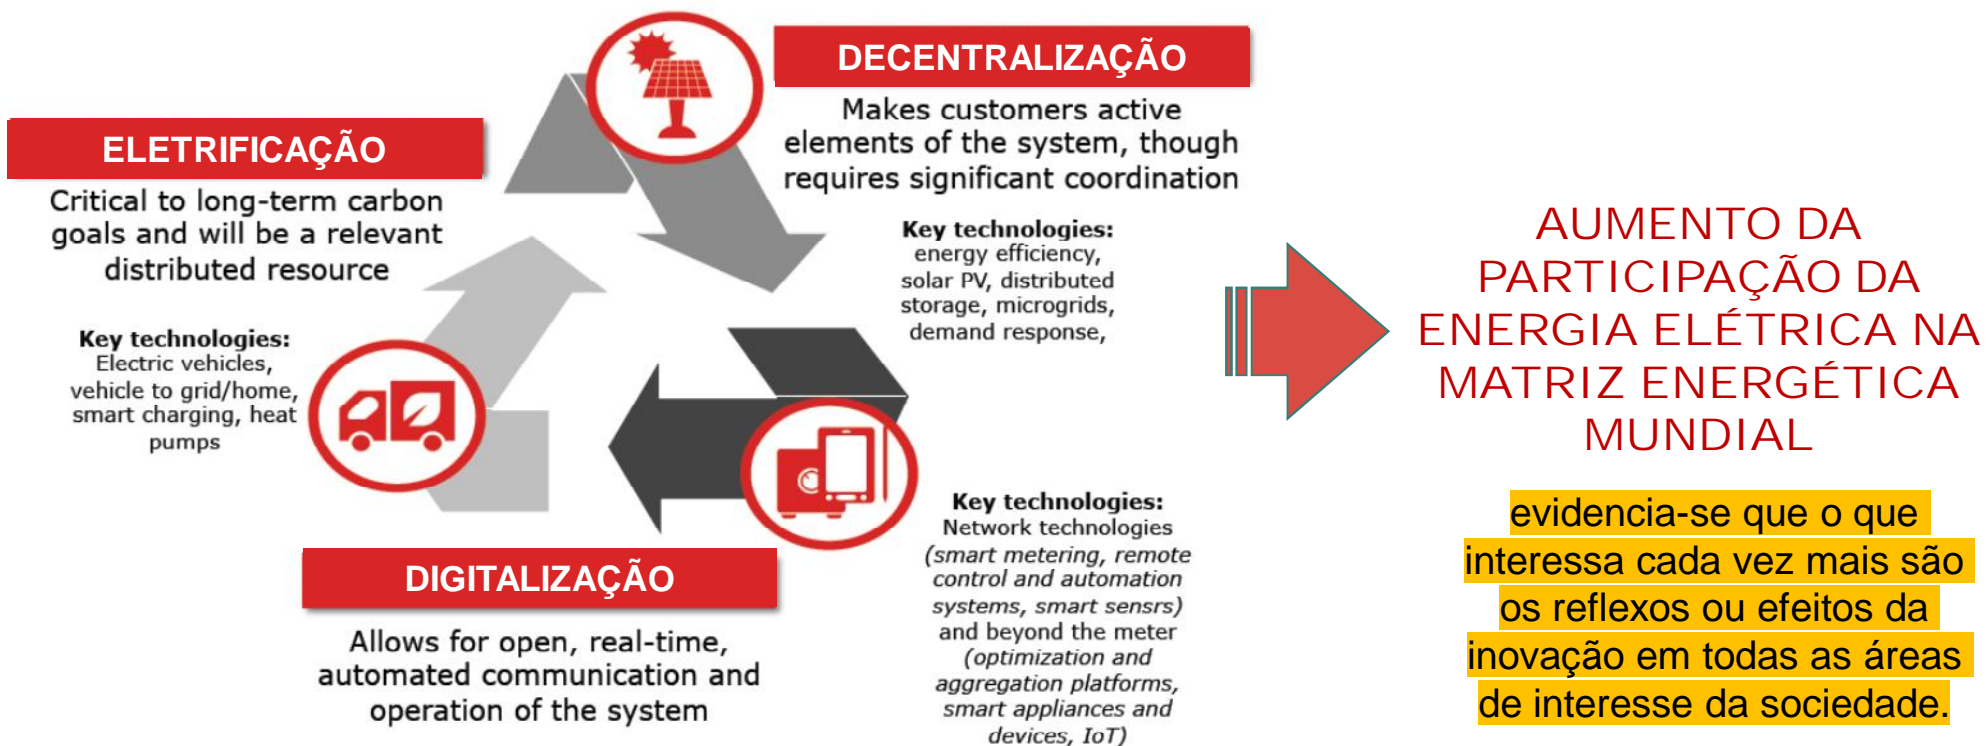 DECENTRALIZAÇÃO
Makes customers active
elements of the system, though
requires significant coordination
Key technologies:
energy efficiency,
solar PV, distributed
storage, microgrids,
demand response,
ELETRIFICAÇÃO
Critical to long-term carbon
goals and will be a relevant
distributed resource
Key technologies:
Electric vehicles,
vehicle to grid/home,
smart charging, heat
pumps
DIGITALIZAÇÃO
Allows for open, real-time,
automated communication and
operation of the system
Key technologies:
Network technologies
(smart metering, remote
control and automation
systems, smart sensrs)
and beyond the meter
(optimization and
aggregation platforms,
smart appliances and
devices, IoT)
AUMENTO DA
PARTICIPAÇÃO DA
ENERGIA ELÉTRICA NA
MATRIZ ENERGÉTICA
MUNDIAL
evidencia-se que o que
interessa cada vez mais são
os reflexos ou efeitos da
inovação em todas as áreas
de interesse da sociedade.